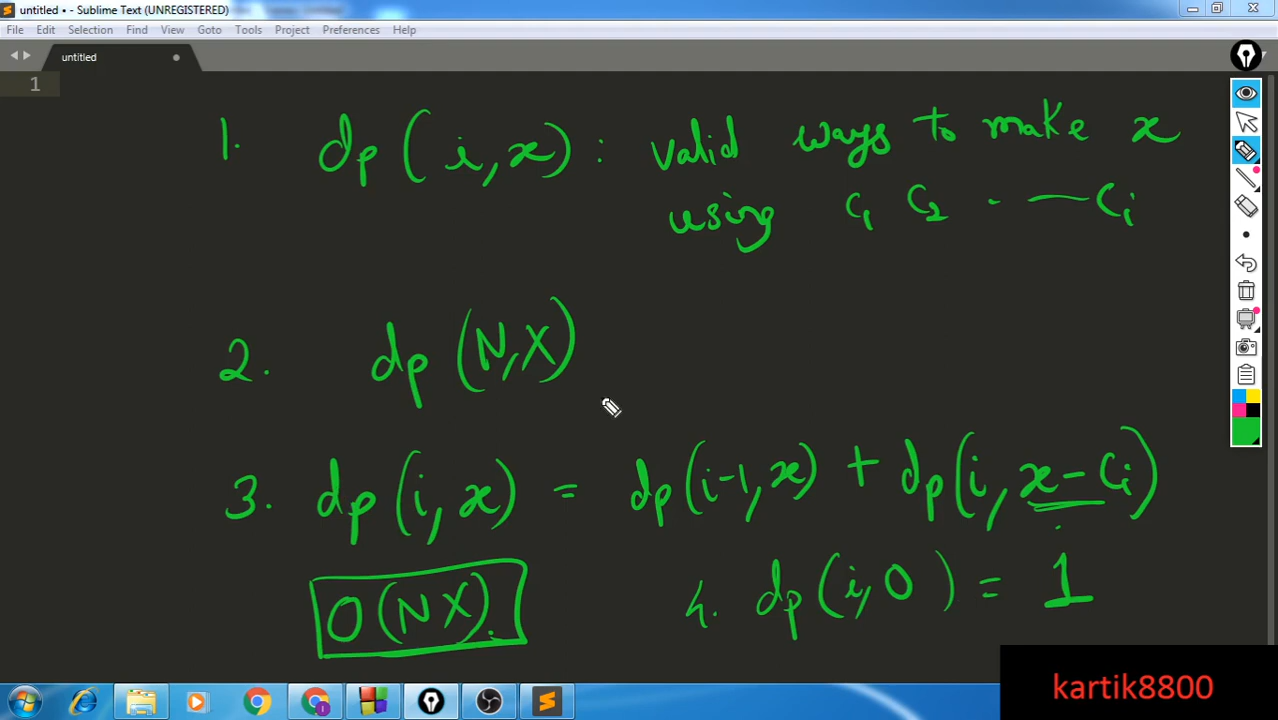 untitled • - Sublime Text (UNREGISTERED)
File Edit Selection Find View Goto Tools Project Preferences Help
untitled
1
1. dp(i,x) : valid ways to make x
using C1 C2 - — Ci
2. dp(N,X)
3. dp(i,x) = dp(i-1,x) + dp(i,x-Ci)
O(NX). 4. dp(i,0) = 1
kartik8800